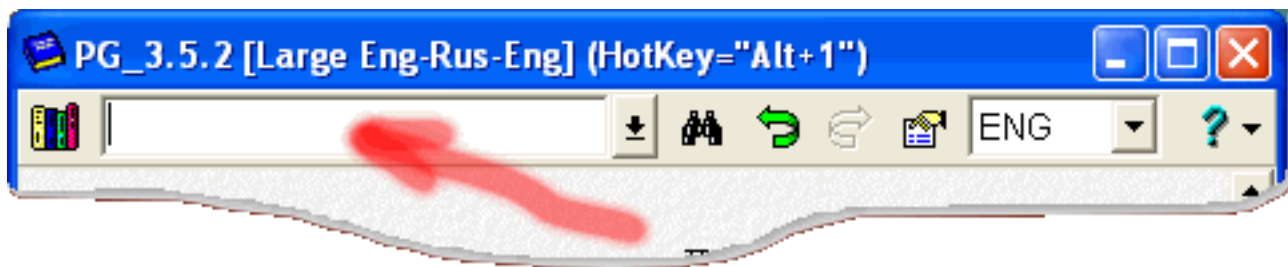 PG_3.5.2 [Large Eng-Rus-Eng] (HotKey="Alt+1")
ENG
?